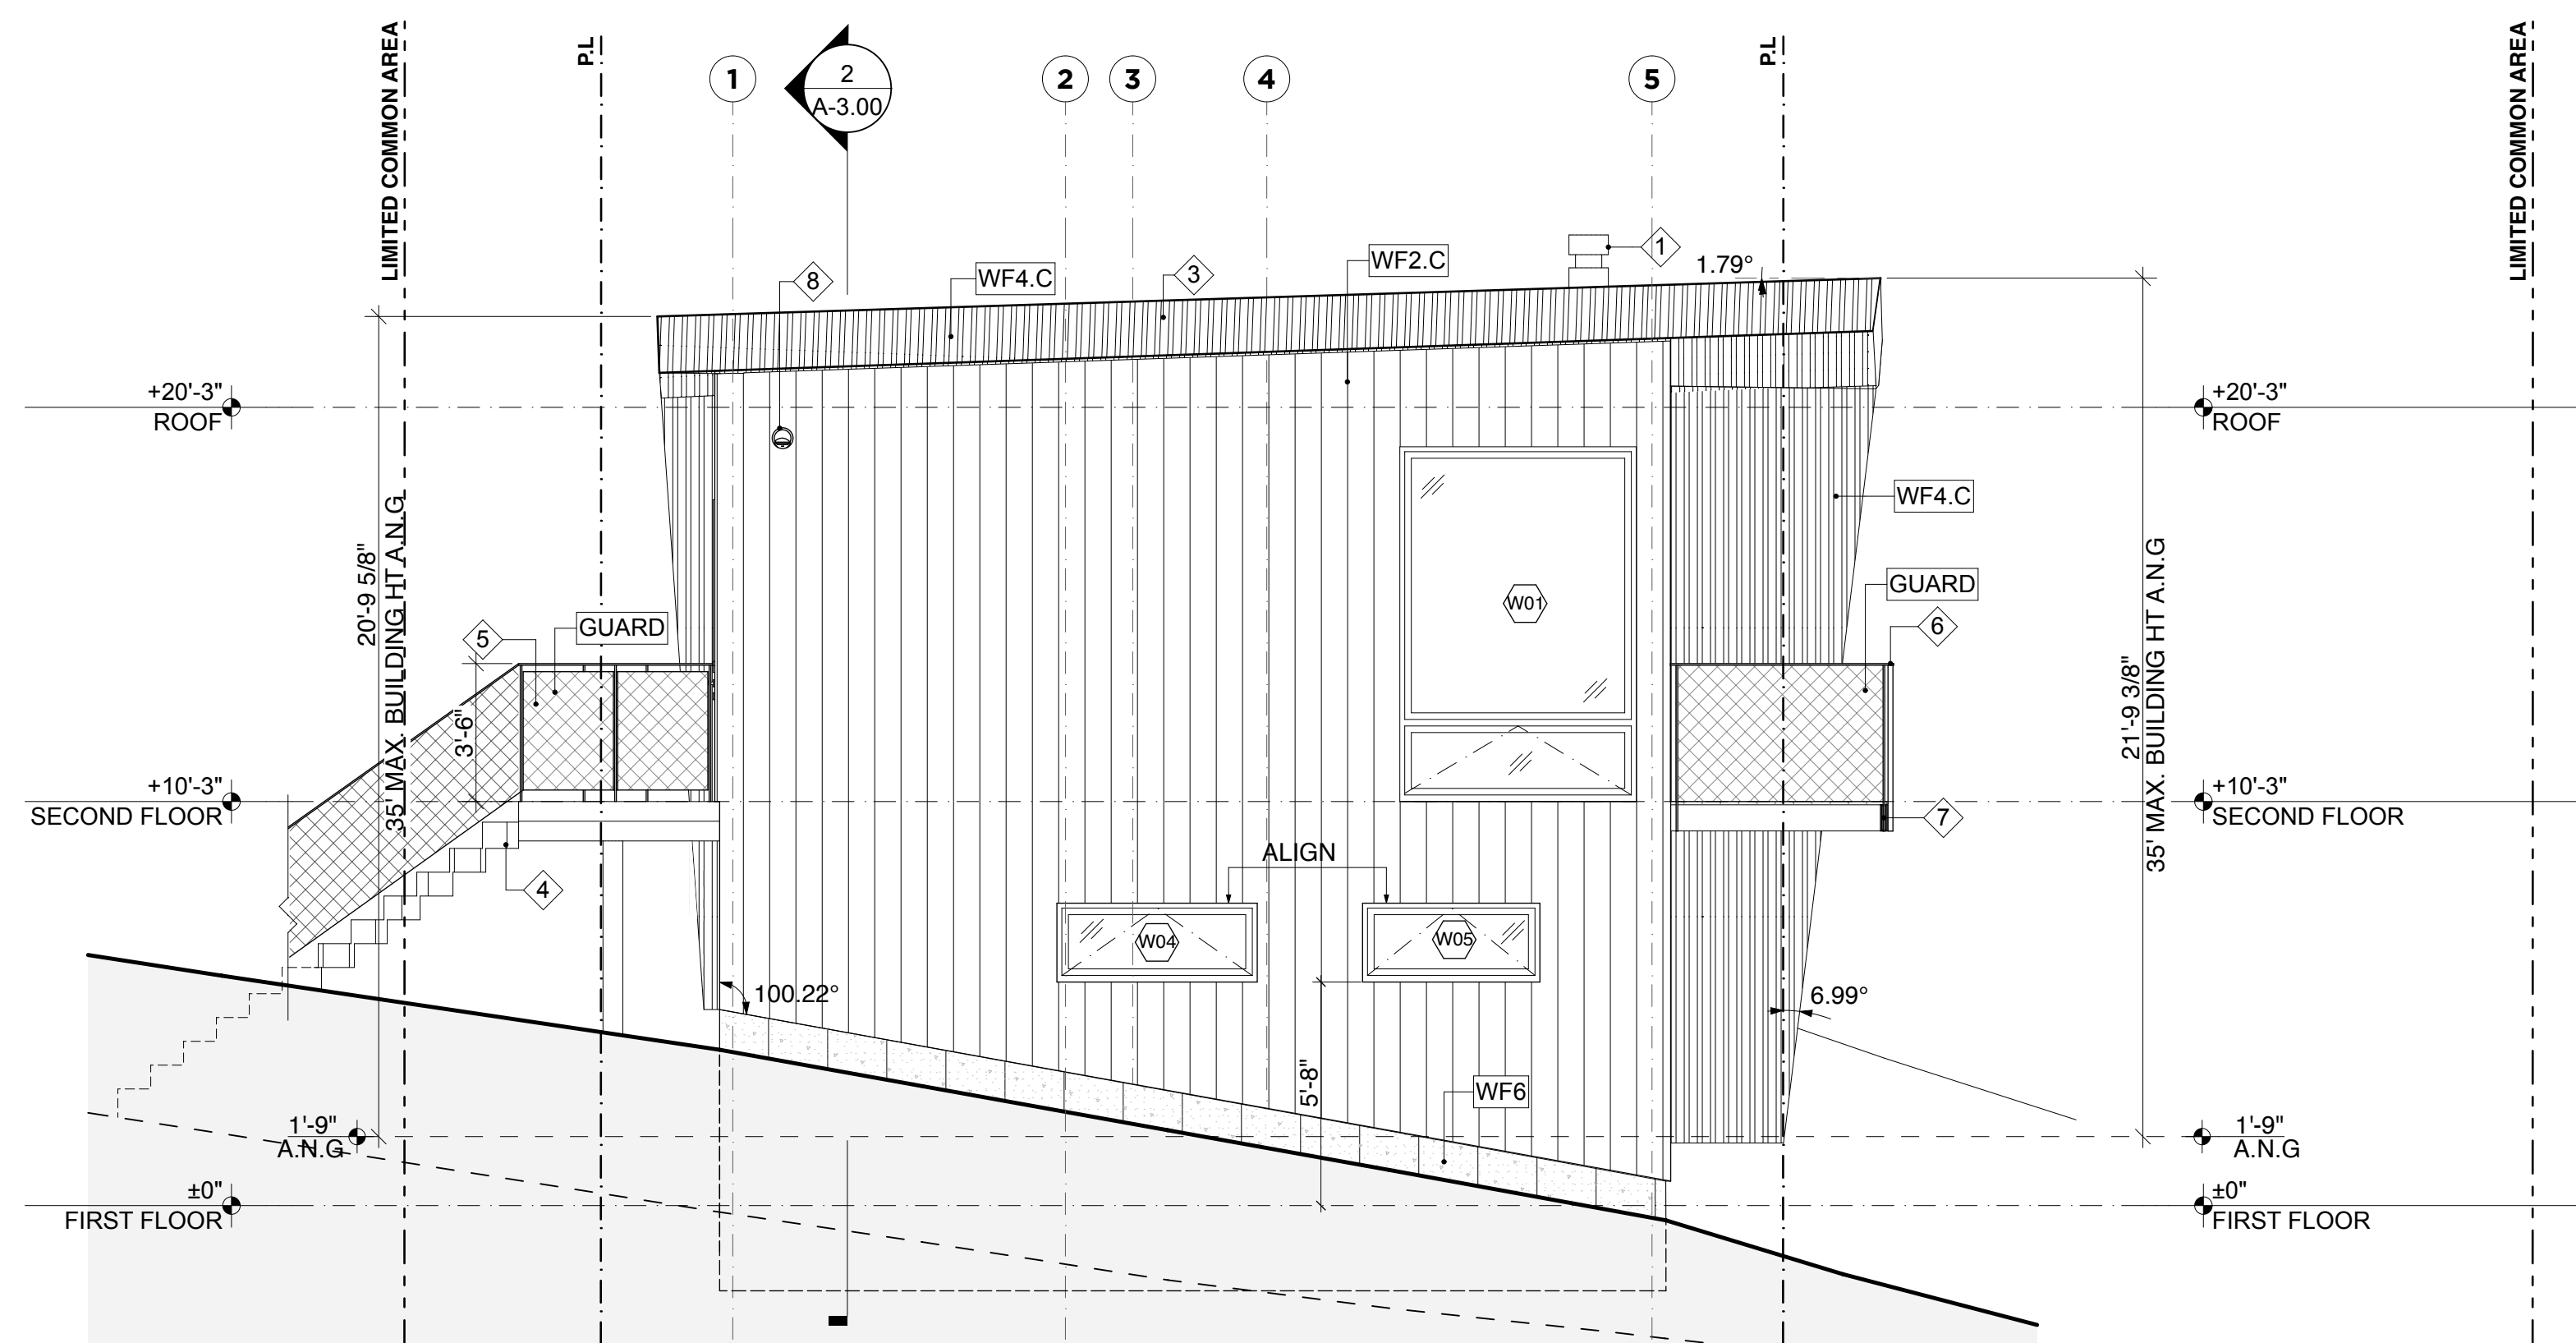 LIMITED COMMON AREA
P.L
1
2
A-3.00
2
3
4
5
P.L
LIMITED COMMON AREA
8
WF4.C
3
WF2.C
1
1.79°
+20'-3"
ROOF
+20'-3"
ROOF
WF4.C
20'-9 5/8"
35' MAX. BUILDING HT A.N.G
5
GUARD
W01
GUARD
6
21'-9 3/8"
35' MAX. BUILDING HT A.N.G
3'-6"
+10'-3"
SECOND FLOOR
+10'-3"
SECOND FLOOR
7
ALIGN
4
W04
W05
100.22°
6.99°
5'-8"
WF6
1'-9"
A.N.G
1'-9"
A.N.G
±0"
FIRST FLOOR
±0"
FIRST FLOOR